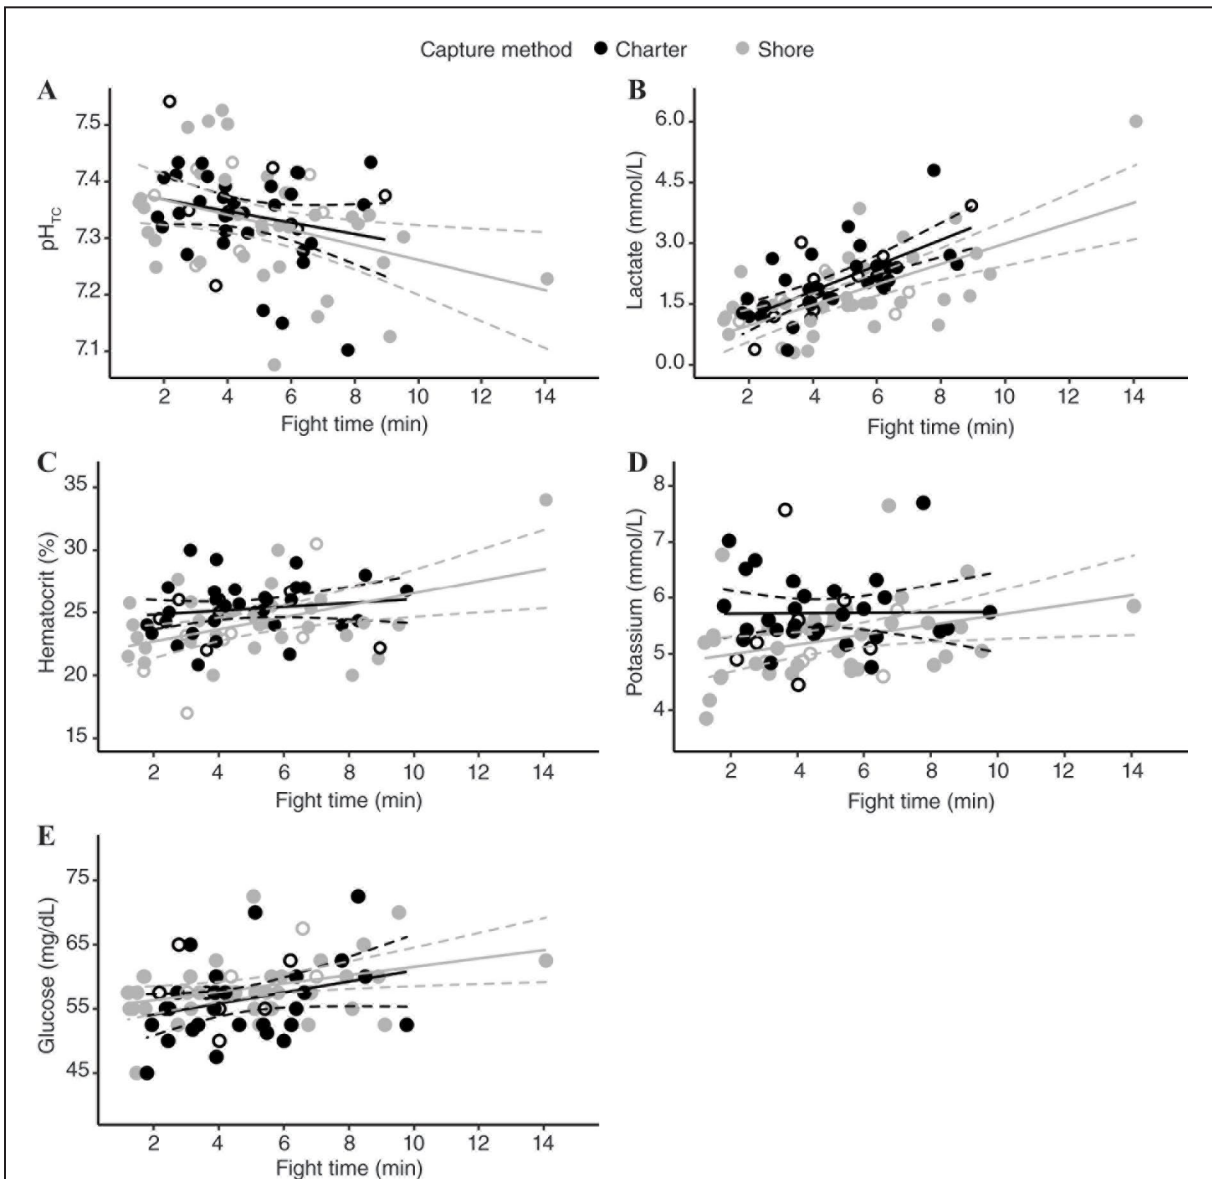 Capture method Charter Shore
A
7.5
7.4
7.3
7.2
7.1
pH_TC
2 4 6 8 10 12 14
Fight time (min)
B
6.0
4.5
3.0
1.5
0.0
Lactate (mmol/L)
2 4 6 8 10 12 14
Fight time (min)
C
35
30
25
20
15
Hematocrit (%)
2 4 6 8 10 12 14
Fight time (min)
D
8
7
6
5
4
Potassium (mmol/L)
2 4 6 8 10 12 14
Fight time (min)
E
75
65
55
45
Glucose (mg/dL)
2 4 6 8 10 12 14
Fight time (min)